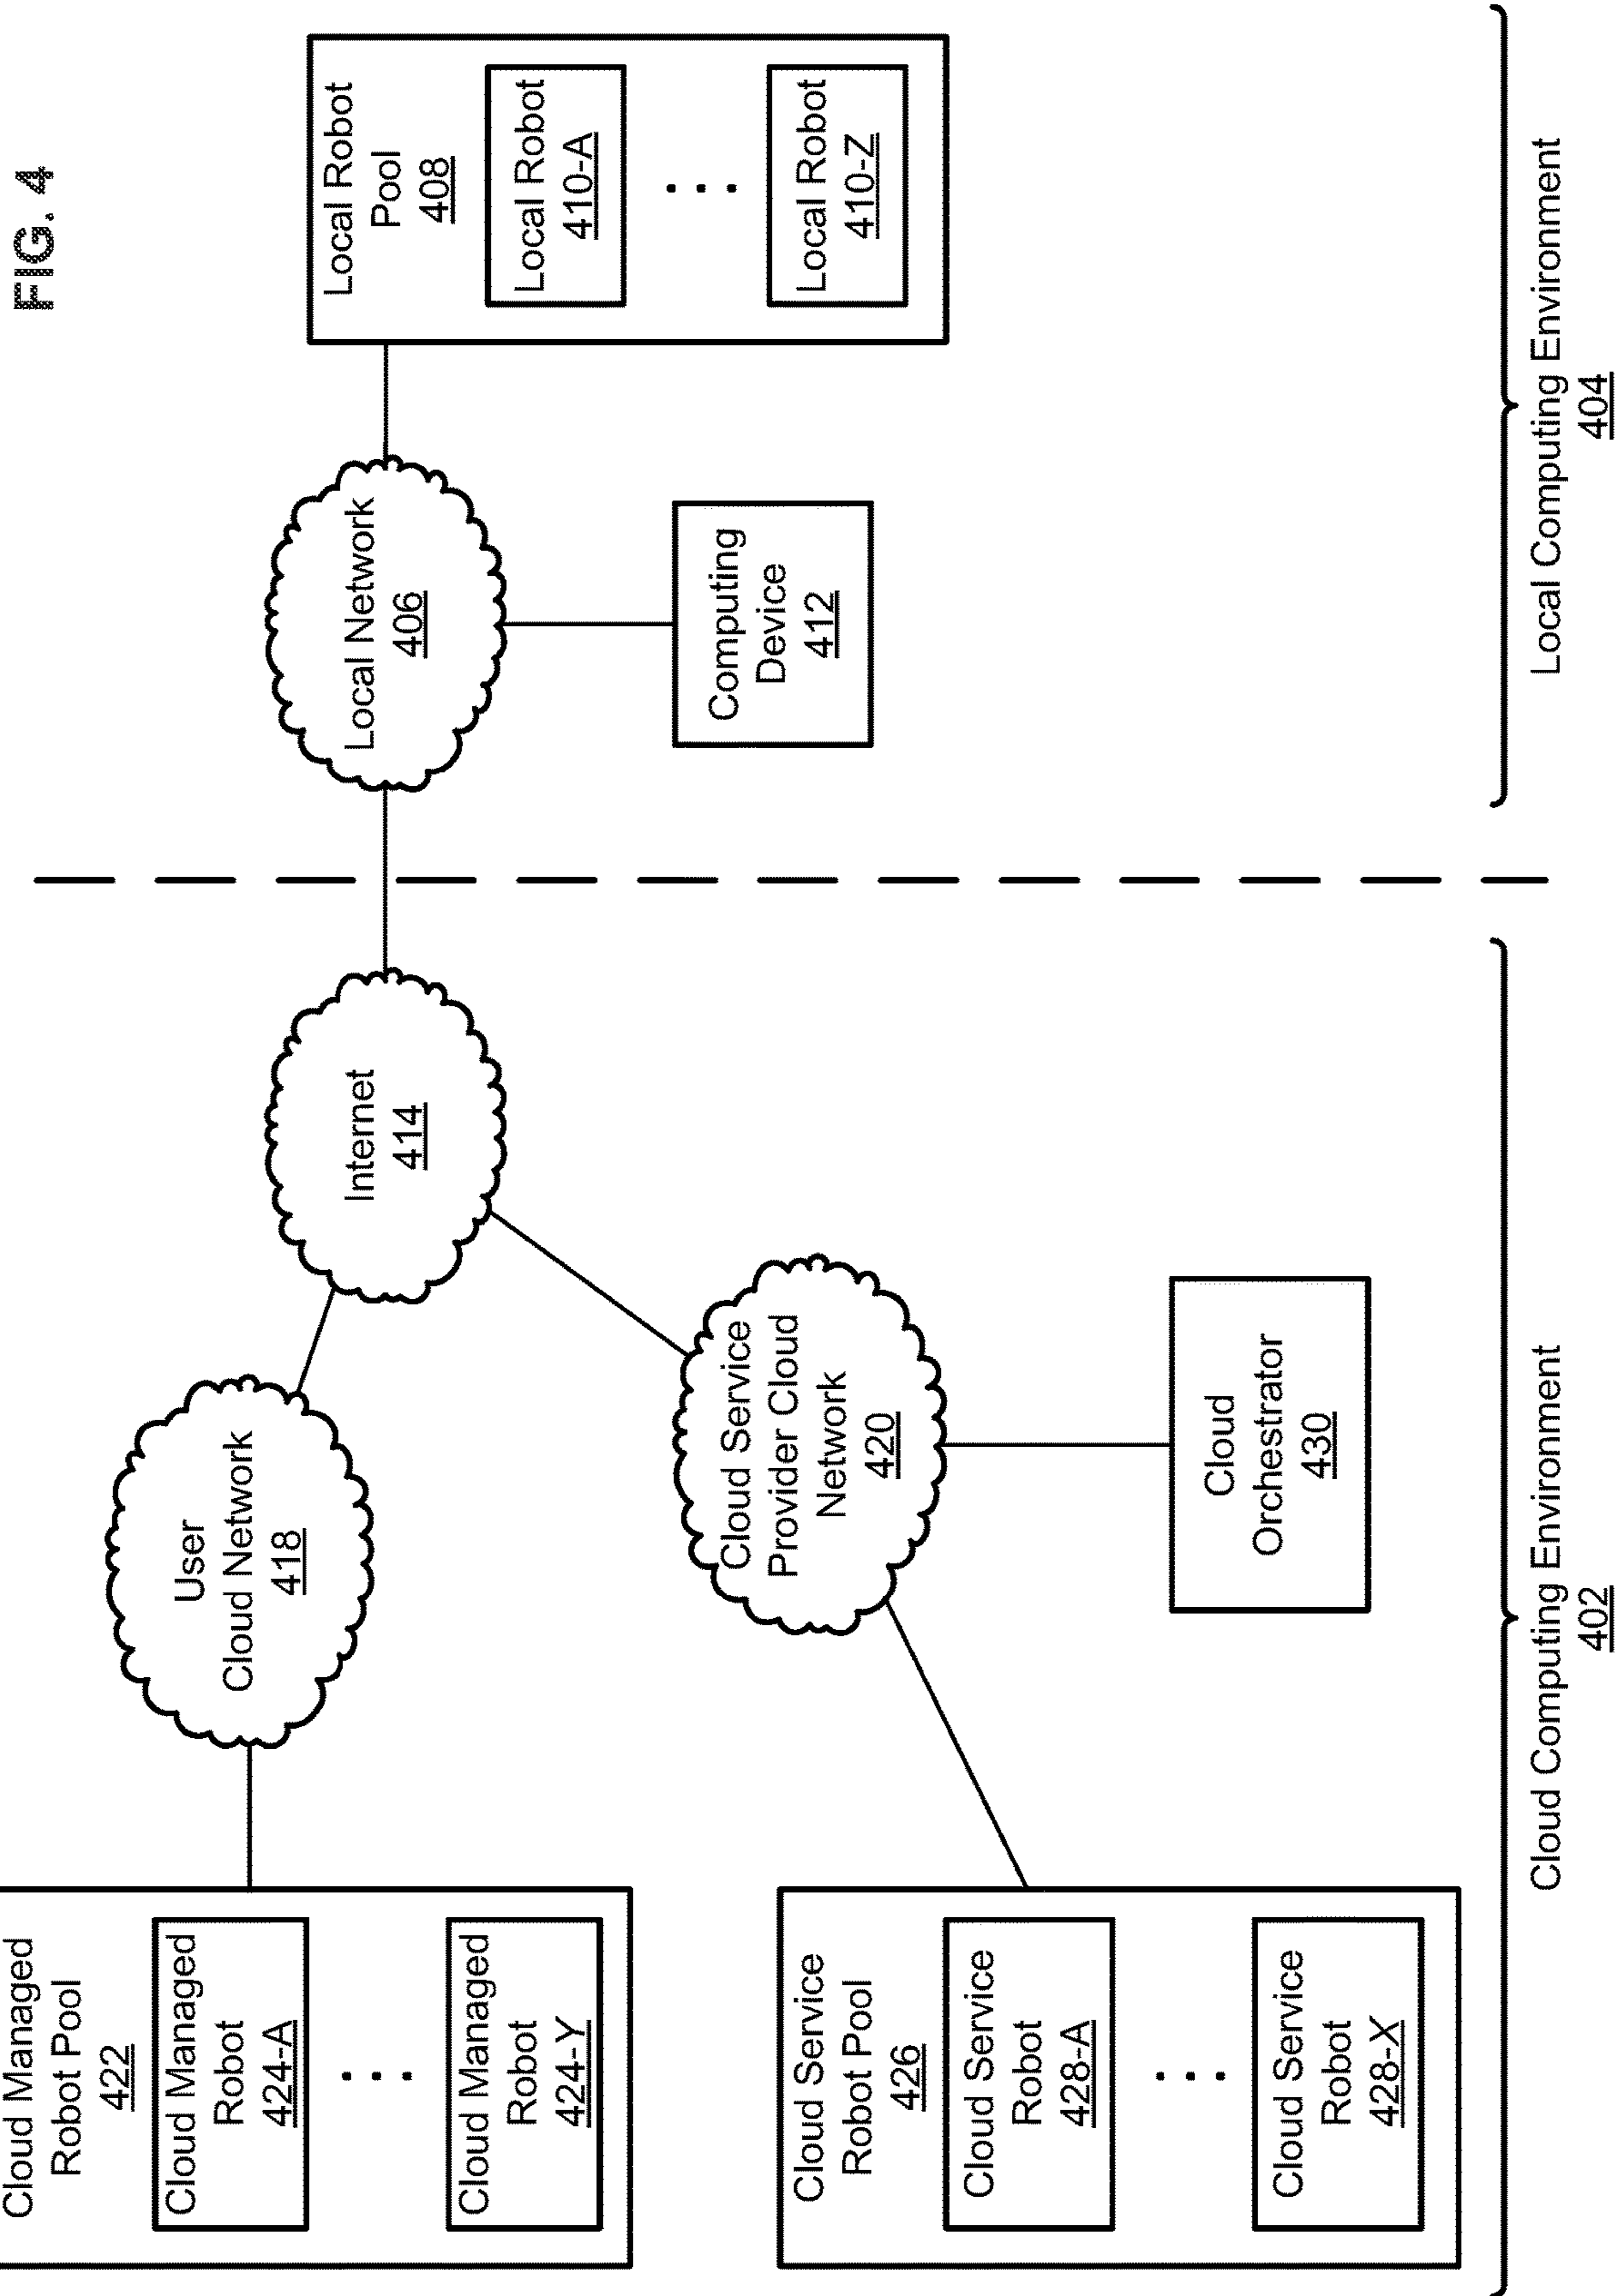 FIG. 4
Cloud Managed
Robot Pool
422
Cloud Managed
Robot
424-A
Cloud Managed
Robot
424-Y
User
Cloud Network
418
Internet
414
Local Network
406
Local Robot
Pool
408
Local Robot
410-A
Local Robot
410-Z
Computing
Device
412
Cloud Service
Provider Cloud
Network
420
Cloud Service
Robot Pool
426
Cloud Service
Robot
428-A
Cloud Service
Robot
428-X
Cloud
Orchestrator
430
Cloud Computing Environment
402
Local Computing Environment
404